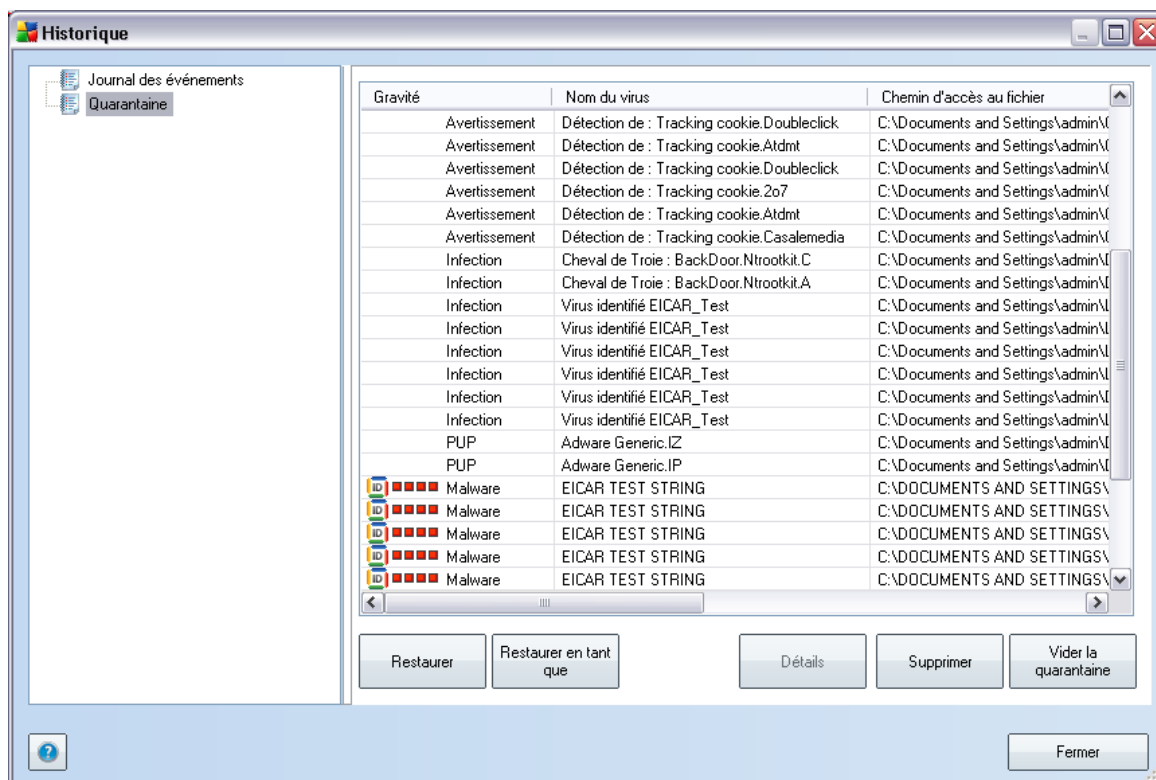 Historique
Journal des événements
Quarantaine
Gravité Nom du virus Chemin d'accès au fichier
Avertissement Détection de : Tracking cookie.Doubleclick C:\Documents and Settings\admin\
Avertissement Détection de : Tracking cookie.Atdmt C:\Documents and Settings\admin\
Avertissement Détection de : Tracking cookie.Doubleclick C:\Documents and Settings\admin\
Avertissement Détection de : Tracking cookie.2o7 C:\Documents and Settings\admin\
Avertissement Détection de : Tracking cookie.Atdmt C:\Documents and Settings\admin\
Avertissement Détection de : Tracking cookie.Casalemedia C:\Documents and Settings\admin\
Infection Cheval de Troie : BackDoor.Ntrootkit.C C:\Documents and Settings\admin\
Infection Cheval de Troie : BackDoor.Ntrootkit.A C:\Documents and Settings\admin\
Infection Virus identifié EICAR_Test C:\Documents and Settings\admin\
Infection Virus identifié EICAR_Test C:\Documents and Settings\admin\
Infection Virus identifié EICAR_Test C:\Documents and Settings\admin\
Infection Virus identifié EICAR_Test C:\Documents and Settings\admin\
Infection Virus identifié EICAR_Test C:\Documents and Settings\admin\
Infection Virus identifié EICAR_Test C:\Documents and Settings\admin\
PUP Adware Generic.IZ C:\Documents and Settings\admin\
PUP Adware Generic.IP C:\Documents and Settings\admin\
ID Malware EICAR TEST STRING C:\DOCUMENTS AND SETTINGS\
ID Malware EICAR TEST STRING C:\DOCUMENTS AND SETTINGS\
ID Malware EICAR TEST STRING C:\DOCUMENTS AND SETTINGS\
ID Malware EICAR TEST STRING C:\DOCUMENTS AND SETTINGS\
ID Malware EICAR TEST STRING C:\DOCUMENTS AND SETTINGS\
Restaurer
Restaurer en tant
que
Détails
Supprimer
Vider la
quarantaine
?
Fermer